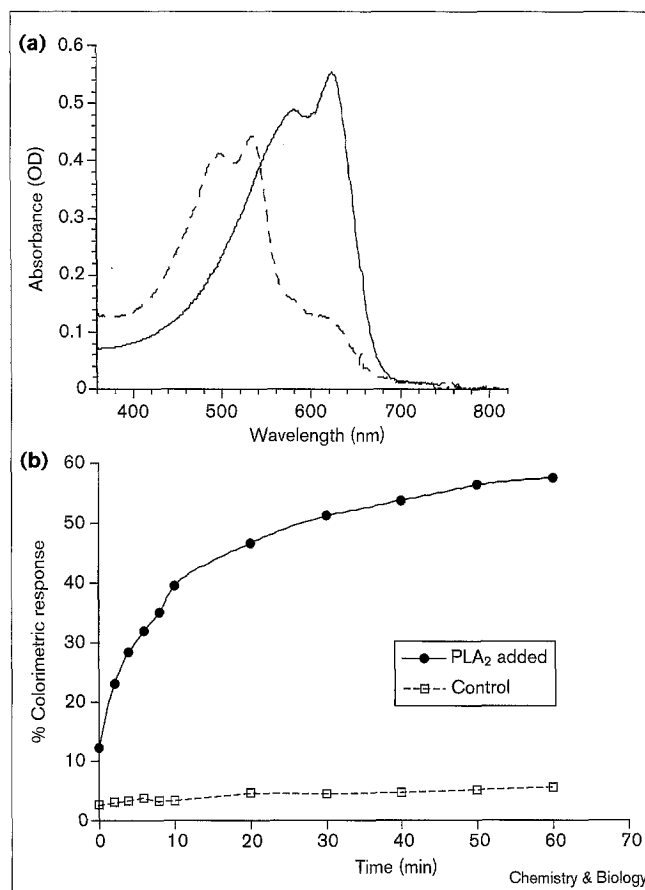 (a)
0.6
0.5
0.4
0.3
0.2
0.1
0
Absorbance (OD)
400 500 600 700 800
Wavelength (nm)
(b)
60
50
40
30
20
10
0
% Colorimetric response
PLA₂ added
Control
0 10 20 30 40 50 60 70
Time (min)
Chemistry & Biology